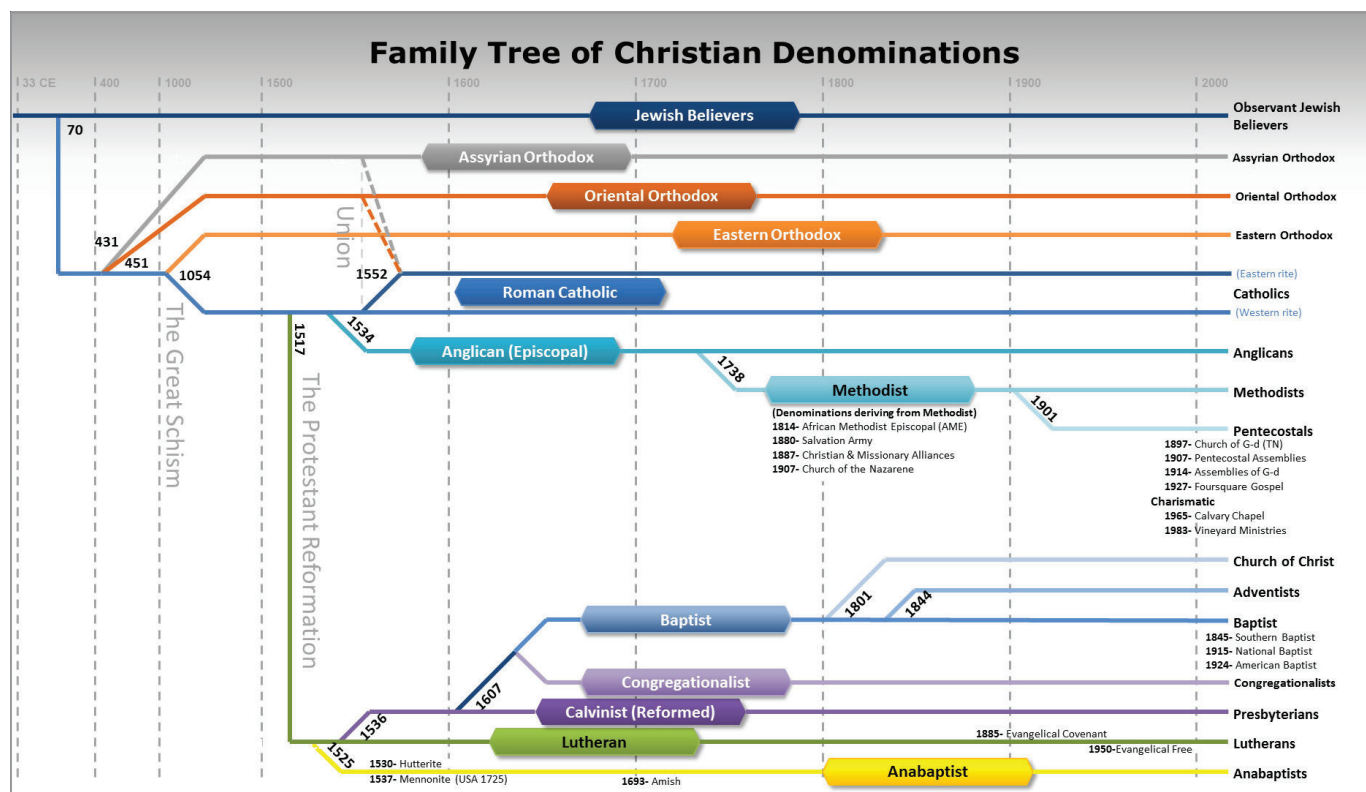 Family Tree of Christian Denominations
33 CE
400
1000
1500
1600
1700
1800
1900
2000
Jewish Believers
Observant Jewish
Believers
70
Assyrian Orthodox
Assyrian Orthodox
Oriental Orthodox
Oriental Orthodox
Union
431
451
Eastern Orthodox
Eastern Orthodox
1054
1552
(Eastern rite)
Roman Catholic
Catholics
(Western rite)
The Great Schism
1517
1534
Anglican (Episcopal)
Anglicans
The Protestant Reformation
1738
Methodist
Methodists
(Denominations deriving from Methodist)
1814- African Methodist Episcopal (AME)
1880- Salvation Army
1887- Christian & Missionary Alliances
1907- Church of the Nazarene
1901
Pentecostals
1897- Church of G-d (TN)
1907- Pentecostal Assemblies
1914- Assemblies of G-d
1927- Foursquare Gospel
Charismatic
1965- Calvary Chapel
1983- Vineyard Ministries
Church of Christ
1801
1844
Adventists
Baptist
Baptist
1845- Southern Baptist
1915- National Baptist
1924- American Baptist
Congregationalist
Congregationalists
1607
Calvinist (Reformed)
Presbyterians
1536
Lutheran
1885- Evangelical Covenant
1950-Evangelical Free
Lutherans
1525
1530- Hutterite
1537- Mennonite (USA 1725)
1693- Amish
Anabaptist
Anabaptists